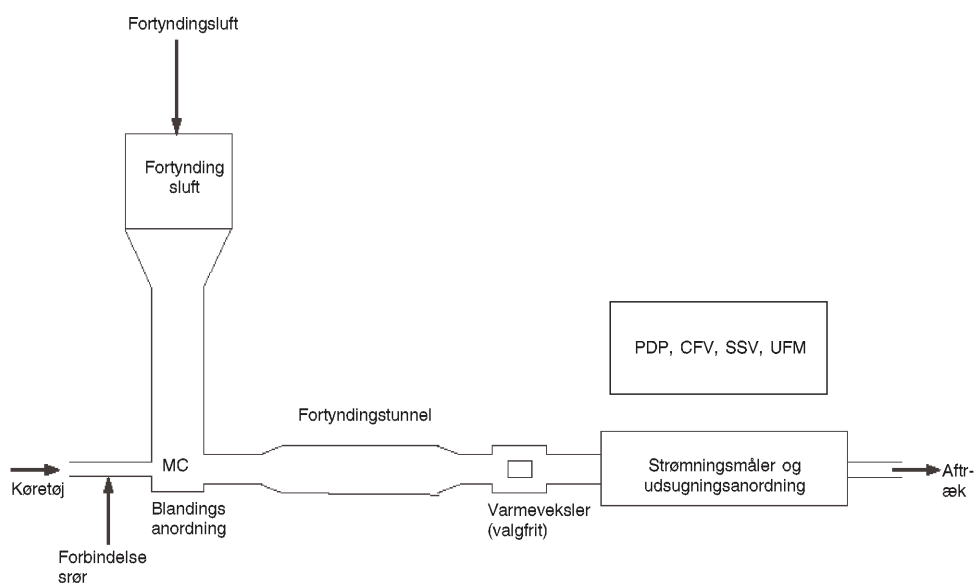 Fortyndingsluft
Fortynding
sluft
PDP, CFV, SSV, UFM
Fortyndingstunnel
MC
Køretøj
Blandings
anordning
Forbindelse
srør
Varmeveksler
(valgfrit)
Strømningsmåler og
udsugningsanordning
Aftr-
æk